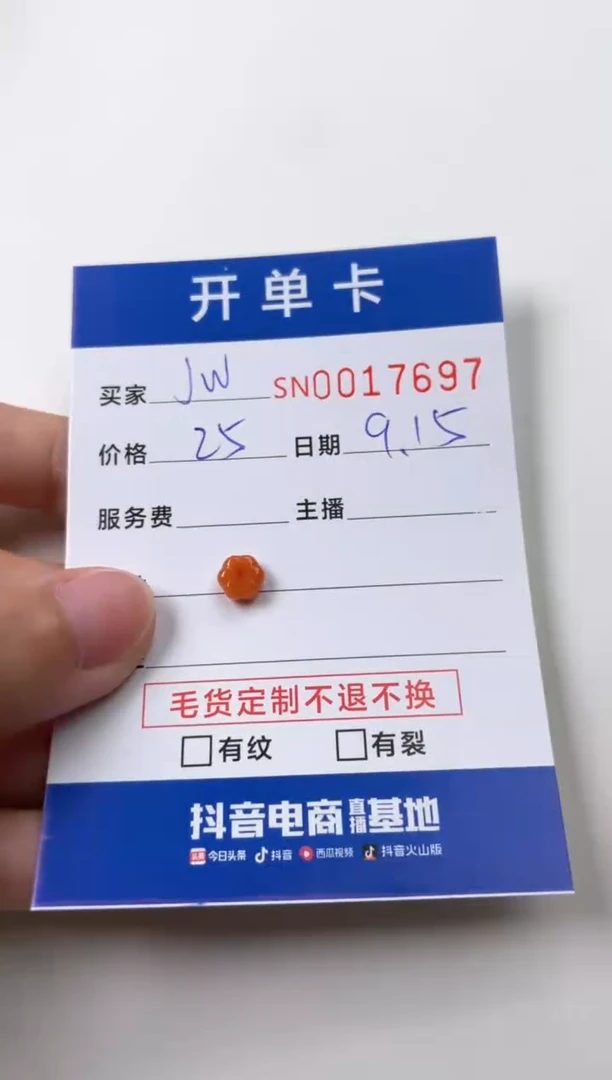 开单卡
买家 JW SN0017697
价格 25 日期 9.15
服务费 主播
毛货定制不退不换
有纹 有裂
抖音电商直播基地
头条 今日头条 抖音 西瓜视频 抖音火山版